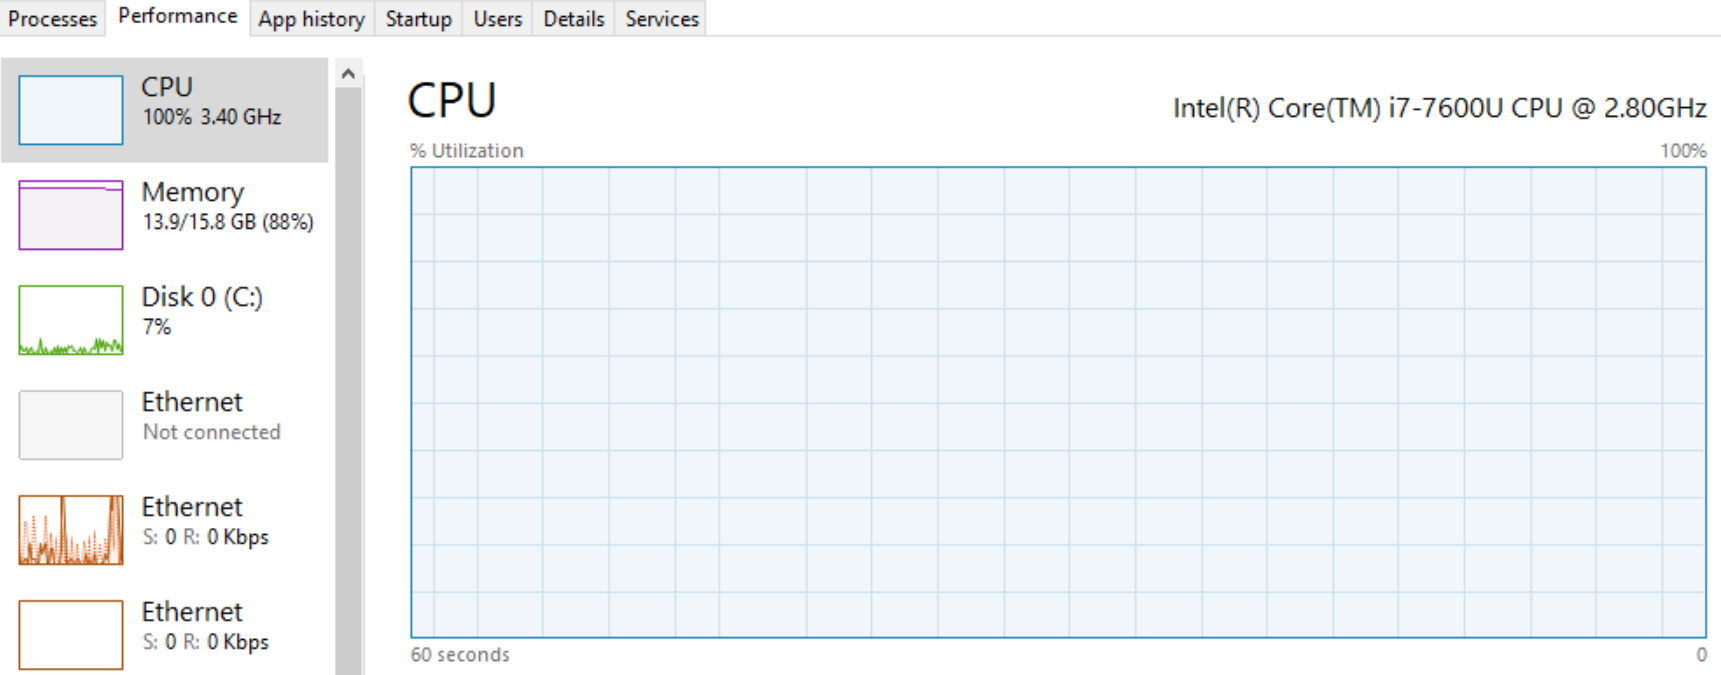 Processes Performance App history Startup Users Details Services
CPU
100% 3.40 GHz
Memory
13.9/15.8 GB (88%)
Disk 0 (C:)
7%
Ethernet
Not connected
Ethernet
S: 0 R: 0 Kbps
Ethernet
S: 0 R: 0 Kbps
CPU
Intel(R) Core(TM) i7-7600U CPU @ 2.80GHz
% Utilization 100%
60 seconds 0